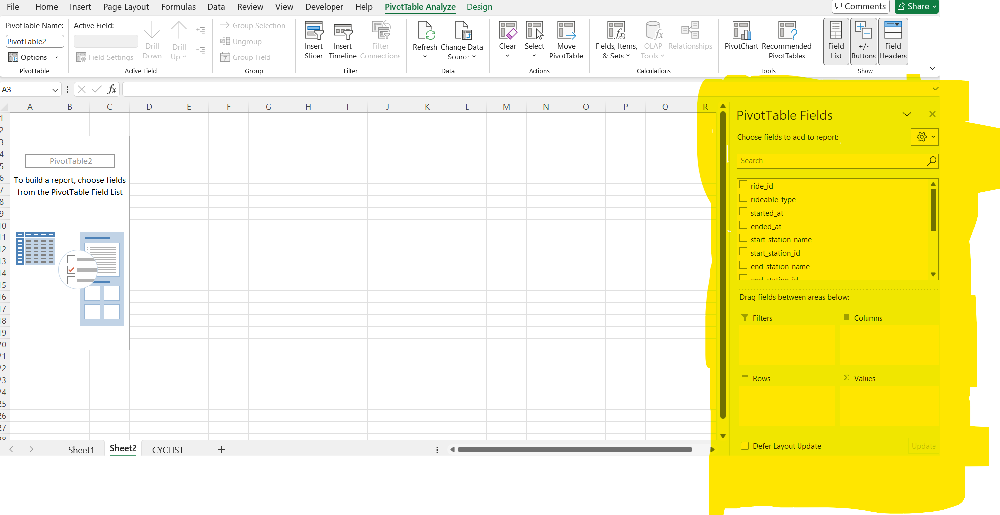 File Home Insert Page Layout Formulas Data Review View Developer Help PivotTable Analyze Design Comments Share
PivotTable Name: Active Field:
PivotTable2
Options
Field Settings
Drill Down
Drill Up
Group Selection
Ungroup
Group Field
Insert Slicer
Insert Timeline
Filter Connections
Refresh
Change Data Source
Clear
Select
Move PivotTable
Fields, Items, & Sets
OLAP Tools
Relationships
PivotChart
Recommended PivotTables
Field List
+/- Buttons
Field Headers
PivotTable Active Field Group Filter Data Actions Calculations Tools Show
A3 fx
A B C D E F G H I J K L M N O P Q R
1
2
3
4
5
6
7
8
9
10
11
12
13
14
15
16
17
18
19
20
21
22
23
24
25
26
27
28
PivotTable2
To build a report, choose fields
from the PivotTable Field List
PivotTable Fields
Choose fields to add to report:
Search
ride_id
rideable_type
started_at
ended_at
start_station_name
start_station_id
end_station_name
end_station_id
Drag fields between areas below:
Filters Columns
Rows Σ Values
Defer Layout Update Update
Sheet1 Sheet2 CYCLIST +